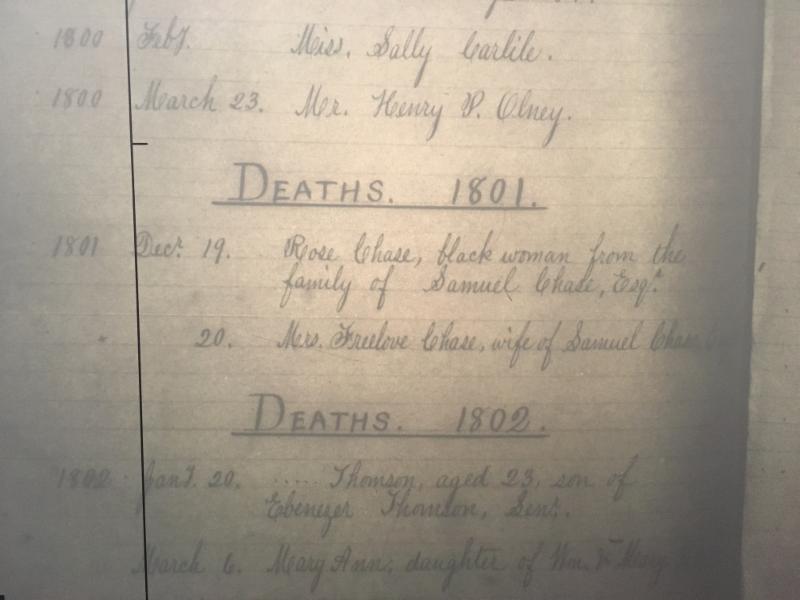 1800 Feby. Miss. Sally Carlile.
1800 March 23. Mr. Henry P. Olney.
DEATHS. 1801.
1801 Decr. 19. Rose Chase, black woman from the
family of Samuel Chase, Esqr.
20. Mrs. Freelove Chase, wife of Samuel Chase
DEATHS. 1802.
1802 Jany. 20. ..... Thomson, aged 23, son of
Ebenezer Thomson, Senr.
March 6. Mary Ann, daughter of Wm. & Mary